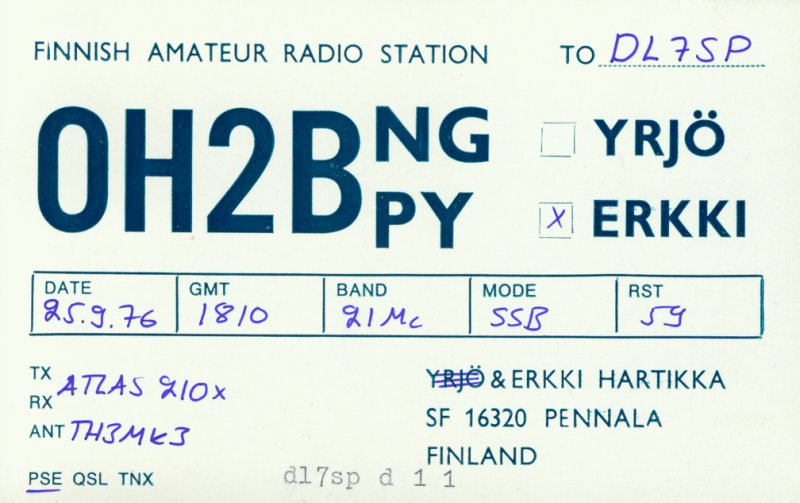 FINNISH AMATEUR RADIO STATION TO DL7SP
OH2B NG YRJÖ
PY X ERKKI
DATE GMT BAND MODE RST
25.9.76 1810 21Mc SSB 59
TX
RX ATLAS 210x
ANT TH3MK3
YRJÖ & ERKKI HARTIKKA
SF 16320 PENNALA
FINLAND
PSE QSL TNX
dl7sp d 1 1